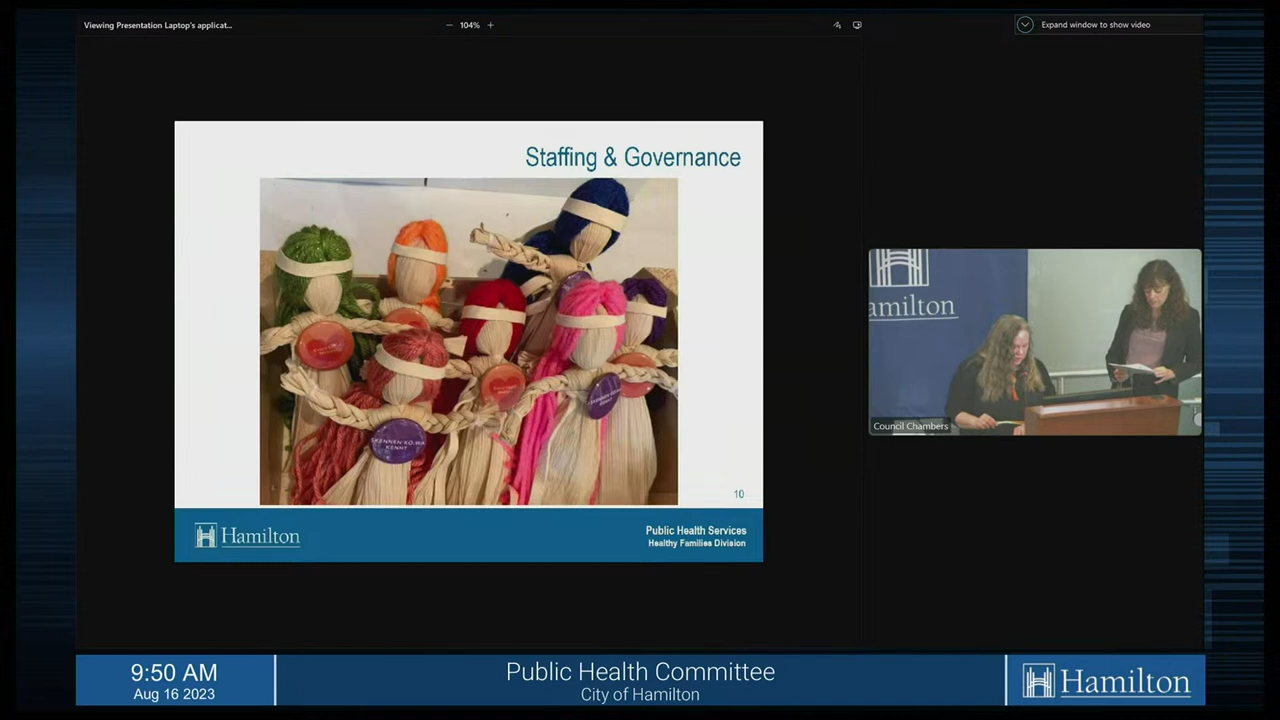 Viewing Presentation Laptop's applicat...
104%
Expand window to show video
Staffing & Governance
10
Hamilton
Public Health Services
Healthy Families Division
amilton
Council Chambers
9:50 AM
Aug 16 2023
Public Health Committee
City of Hamilton
Hamilton